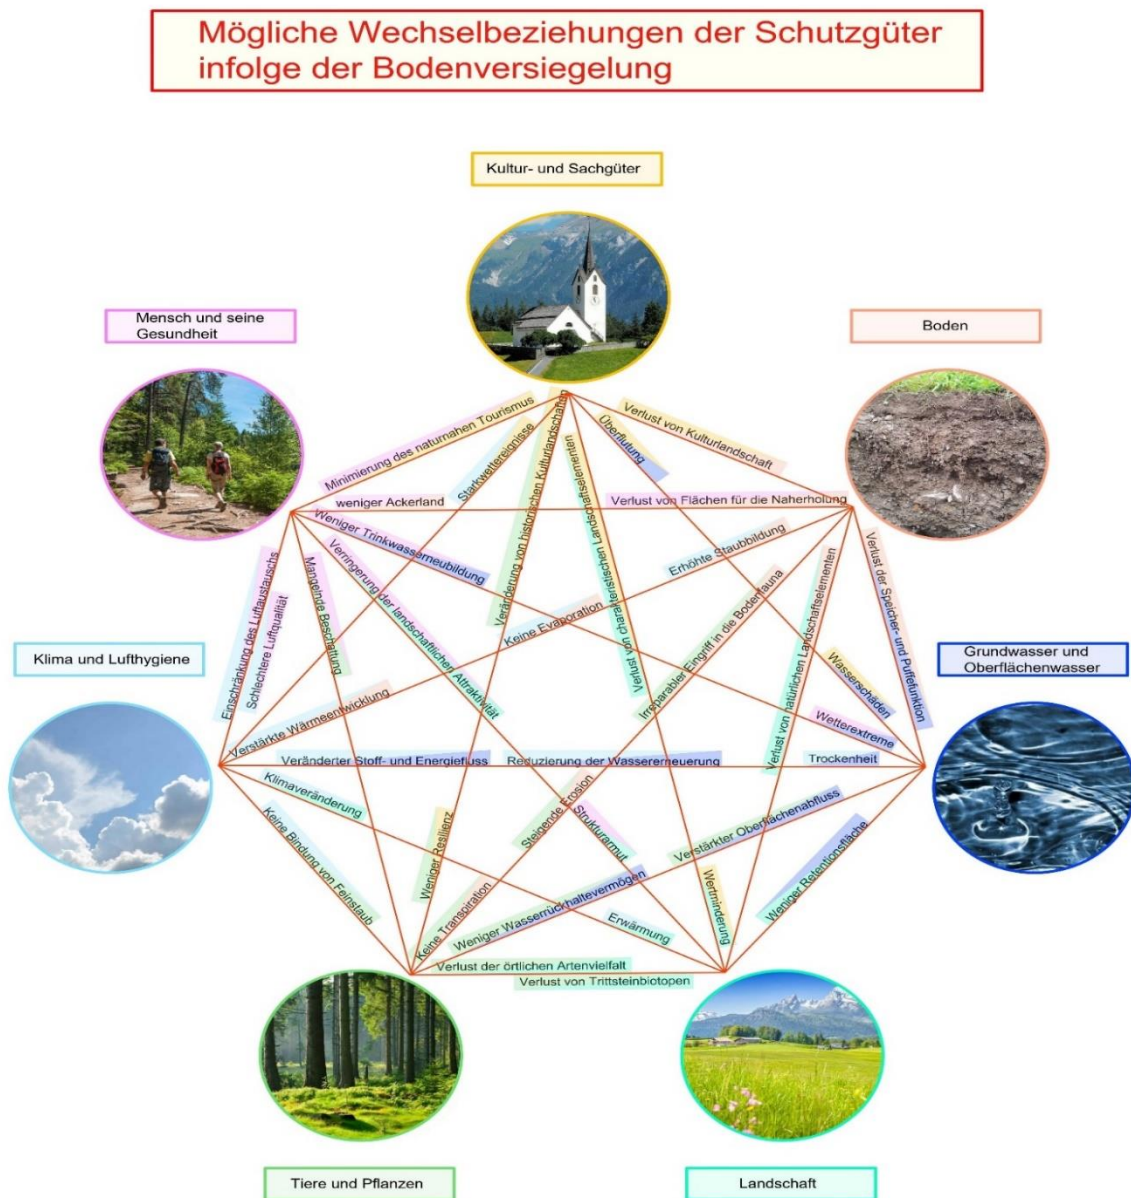 Mögliche Wechselbeziehungen der Schutzgüter
infolge der Bodenversiegelung
Kultur- und Sachgüter
Mensch und seine
Gesundheit
Boden
Minimierung des naturnahen Tourismus
Starkwetterereignisse
Veränderung von historischen Kulturlandschaften
Verlust von charakteristischen Landschaftselementen
Überflutung
Verlust von Kulturlandschaft
weniger Ackerland
Verlust von Flächen für die Naherholung
Weniger Trinkwasserneubildung
Verringerung der landschaftlichen Attraktivität
Mangelnde Beschattung
Einschränkung des Luftaustauschs
Schlechtere Luftqualität
Erhöhte Staubbildung
Keine Evaporation
Irreparabler Eingriff in die Bodenfauna
Verlust von natürlichen Landschaftselementen
Verlust der Speicher- und Puffefunktion
Klima und Lufthygiene
Grundwasser und
Oberflächenwasser
Wasserschäden
Wetterextreme
Verstärkte Wärmeentwicklung
Veränderter Stoff- und Energiefluss
Reduzierung der Wassererneuerung
Trockenheit
Klimaveränderung
Keine Bindung von Feinstaub
Weniger Resilienz
Steigende Erosion
Strukturarmut
Verstärkter Oberflächenabfluss
Weniger Retentionsfläche
Wertminderung
Keine Transpiration
Weniger Wasserrückhaltevermögen
Erwärmung
Verlust der örtlichen Artenvielfalt
Verlust von Trittsteinbiotopen
Tiere und Pflanzen
Landschaft